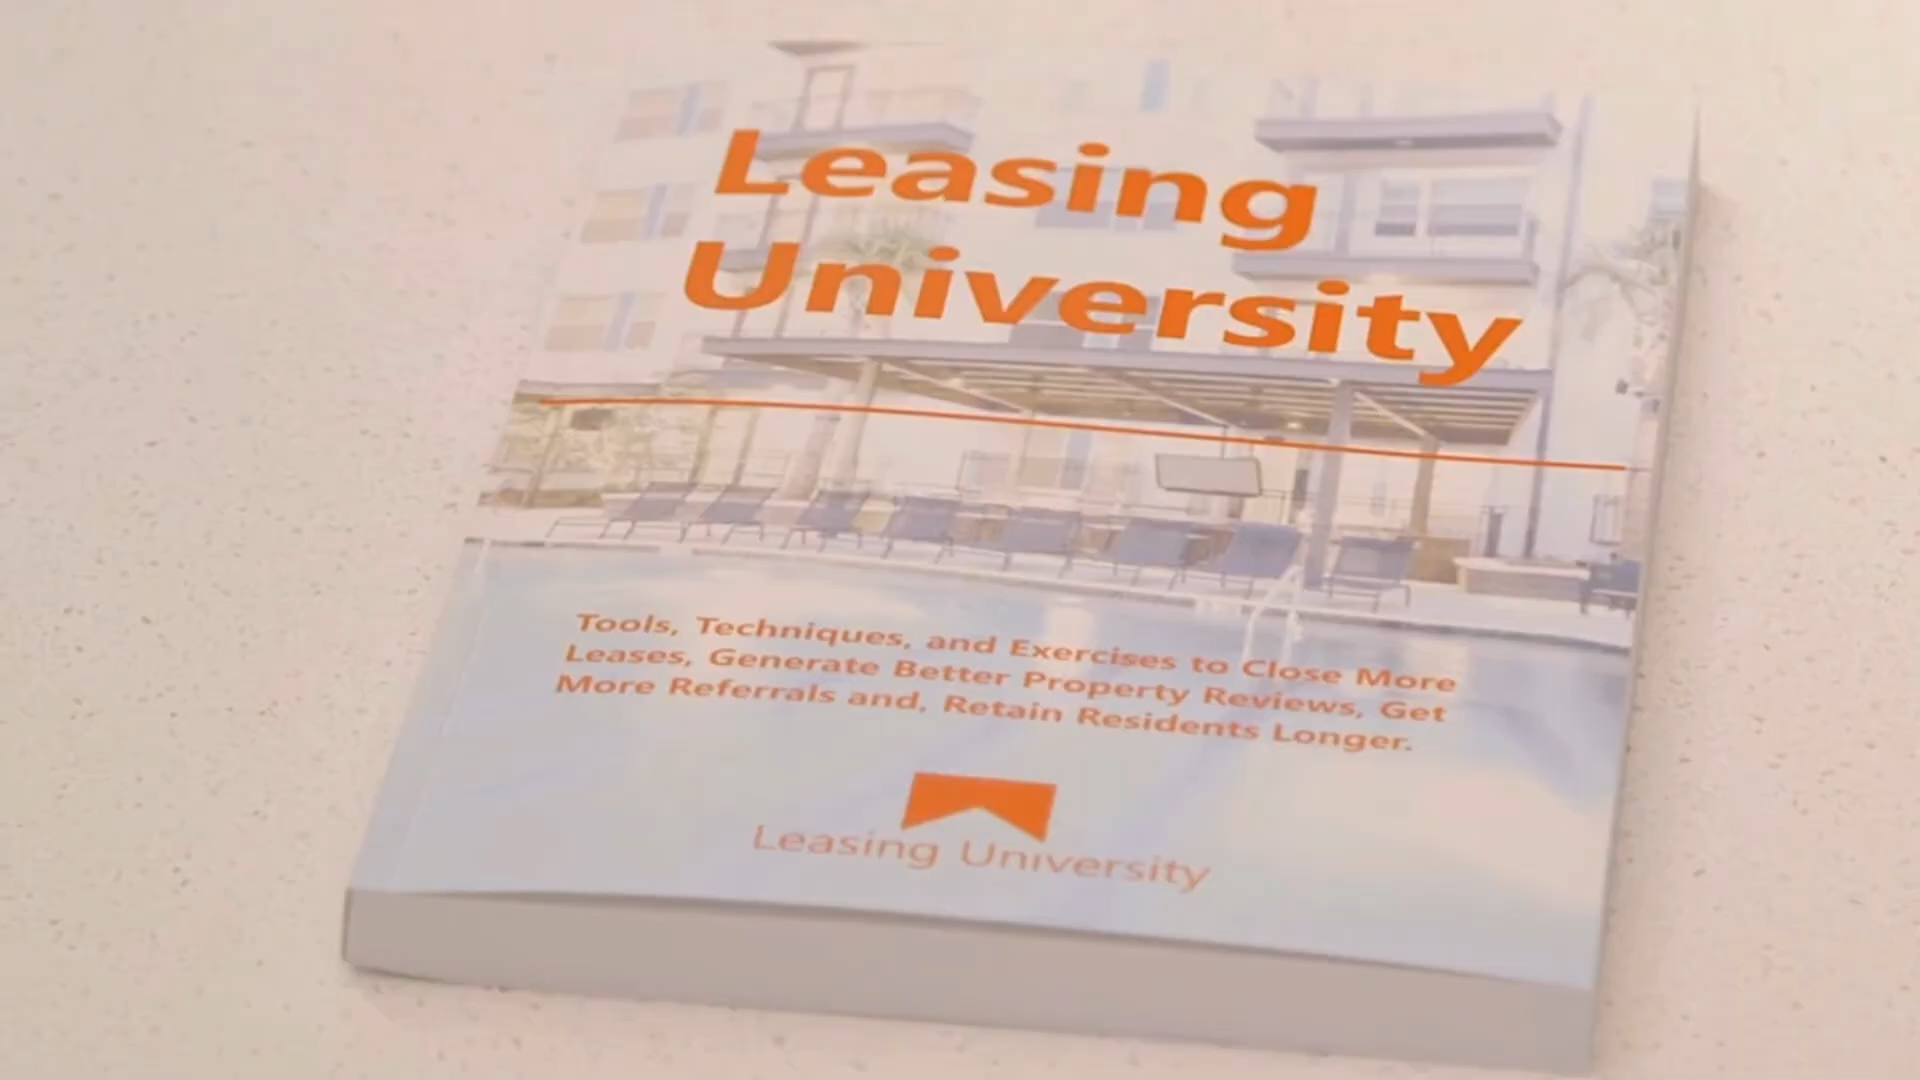 Leasing
University
Tools, Techniques, and Exercises to Close More
Leases, Generate Better Property Reviews, Get
More Referrals and, Retain Residents Longer.
Leasing University